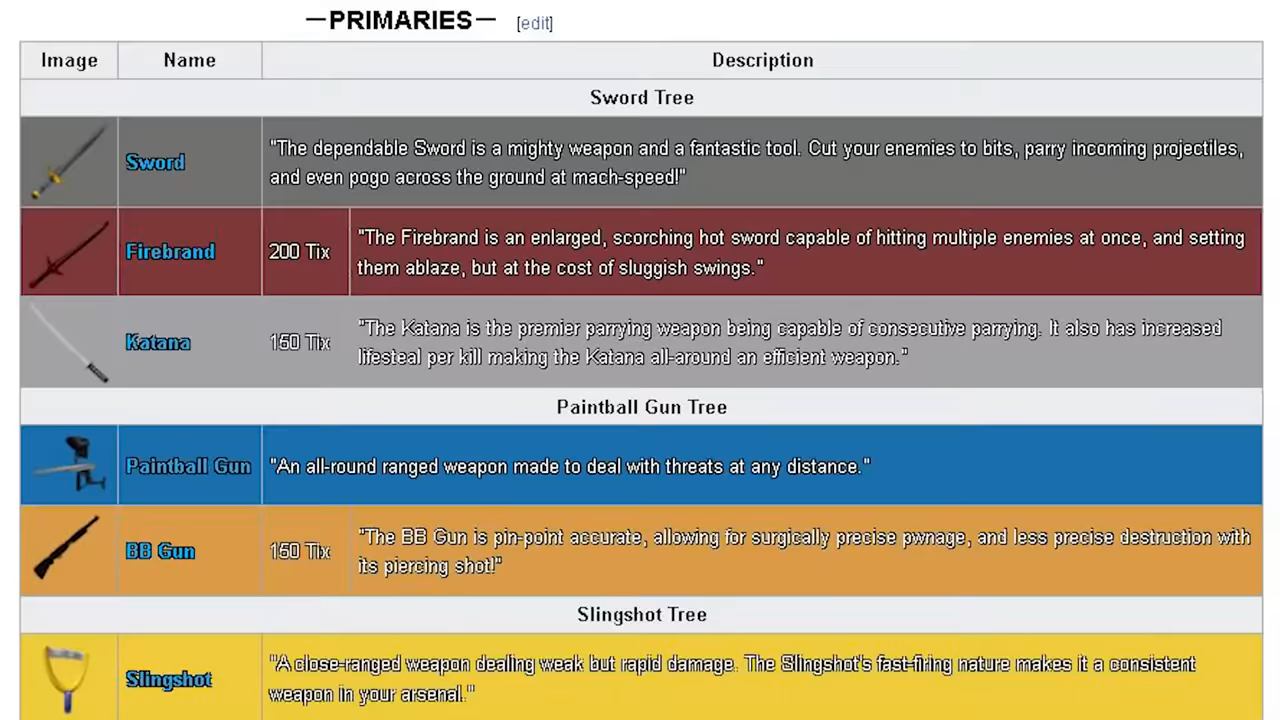 —PRIMARIES— [edit]
Image Name Description
Sword Tree
Sword
"The dependable Sword is a mighty weapon and a fantastic tool. Cut your enemies to bits, parry incoming projectiles,
and even pogo across the ground at mach-speed!"
Firebrand
200 Tix
"The Firebrand is an enlarged, scorching hot sword capable of hitting multiple enemies at once, and setting
them ablaze, but at the cost of sluggish swings."
Katana
150 Tix
"The Katana is the premier parrying weapon being capable of consecutive parrying. It also has increased
lifesteal per kill making the Katana all-around an efficient weapon."
Paintball Gun Tree
Paintball Gun
"An all-round ranged weapon made to deal with threats at any distance."
BB Gun
150 Tix
"The BB Gun is pin-point accurate, allowing for surgically precise pwnage, and less precise destruction with
its piercing shot!"
Slingshot Tree
Slingshot
"A close-ranged weapon dealing weak but rapid damage. The Slingshot's fast-firing nature makes it a consistent
weapon in your arsenal."